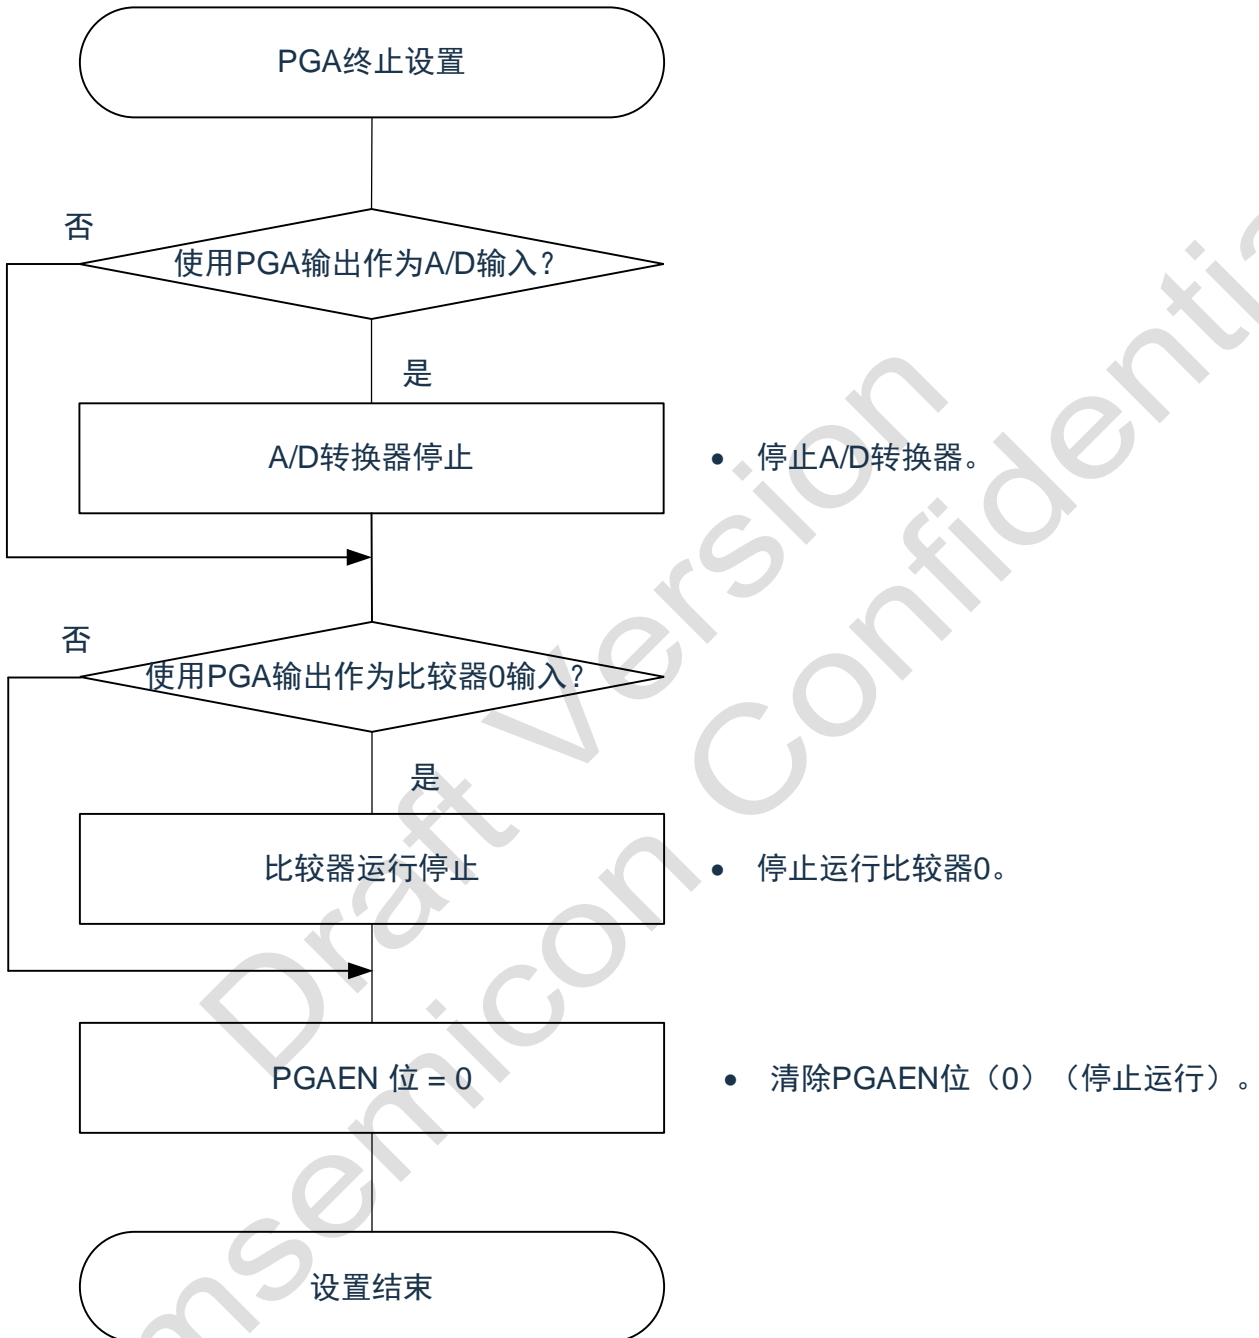 PGA终止设置
否
使用PGA输出作为A/D输入？
是
A/D转换器停止
• 停止A/D转换器。
否
使用PGA输出作为比较器0输入？
是
比较器运行停止
• 停止运行比较器0。
PGAEN 位 = 0
• 清除PGAEN位（0）（停止运行）。
设置结束
Draft Version
msemicon Confidentia